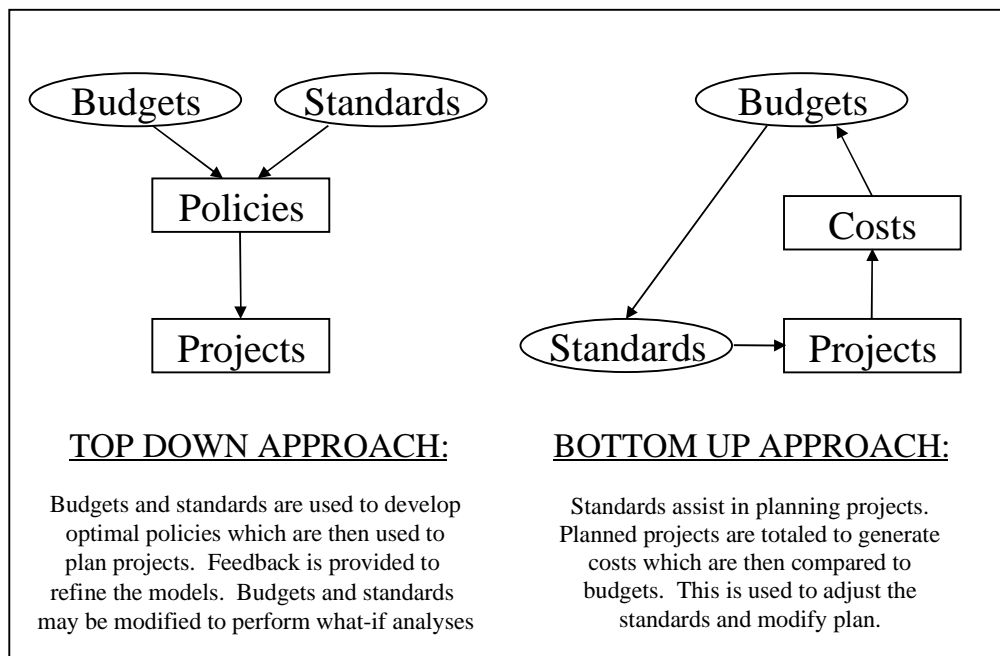 Budgets
Standards
Policies
Projects
TOP DOWN APPROACH:
Budgets and standards are used to develop
optimal policies which are then used to
plan projects.  Feedback is provided to
refine the models.  Budgets and standards
may be modified to perform what-if analyses
Budgets
Costs
Standards
Projects
BOTTOM UP APPROACH:
Standards assist in planning projects.
Planned projects are totaled to generate
costs which are then compared to
budgets.  This is used to adjust the
standards and modify plan.